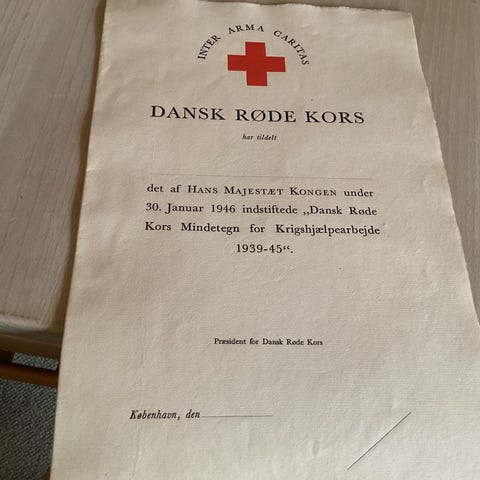 INTER ARMA CARITAS
DANSK RØDE KORS
har tildelt
det af HANS MAJESTÆT KONGEN under
30. Januar 1946 indstiftede „Dansk Røde
Kors Mindetegn for Krigshjælpearbejde
1939-45“.
Præsident for Dansk Røde Kors
København, den